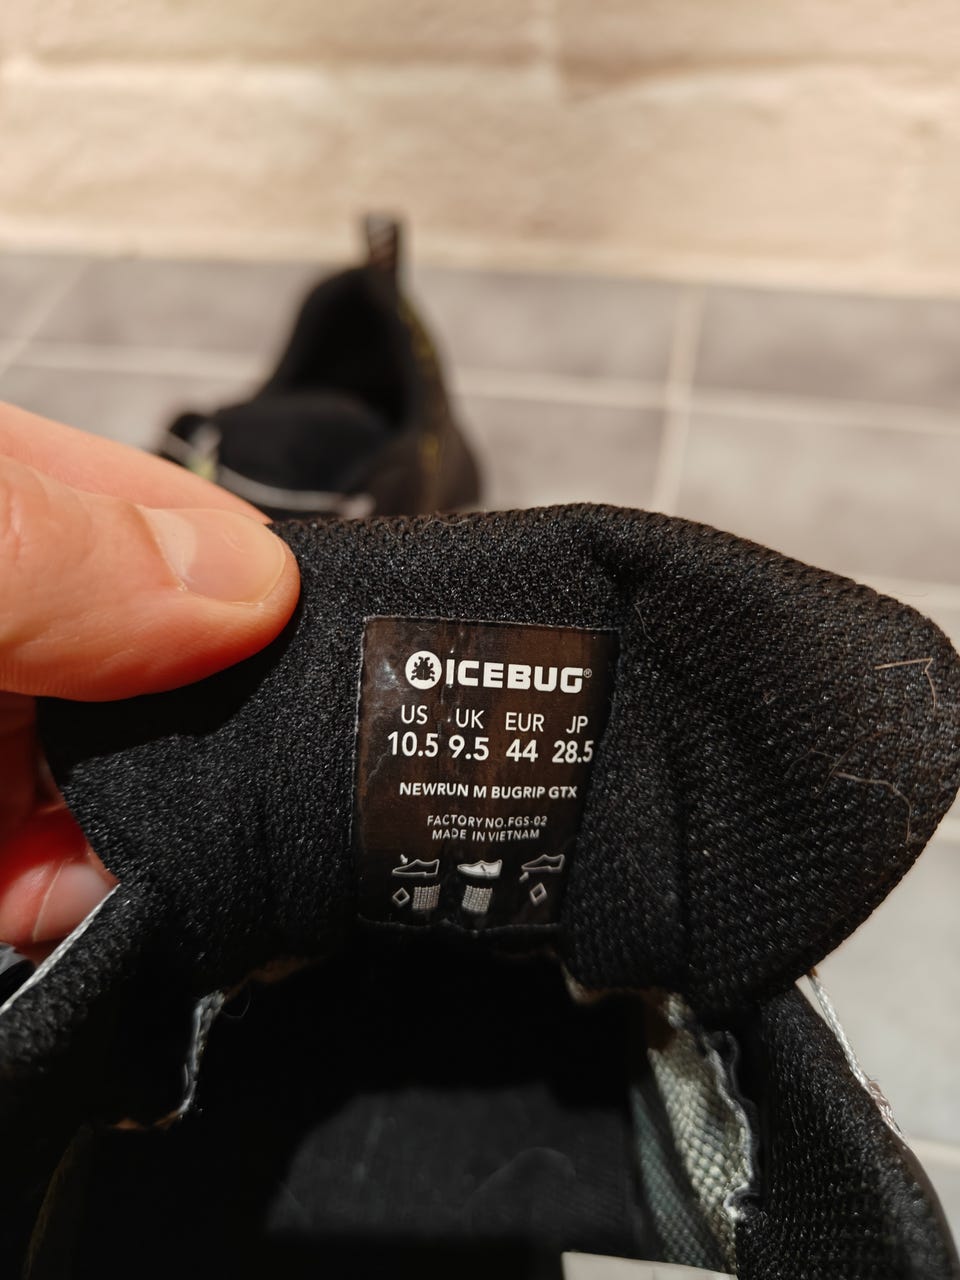 ICEBUG®
US UK EUR JP
10.5 9.5 44 28.5
NEWRUN M BUGRIP GTX
FACTORY NO.FGS-02
MADE IN VIETNAM